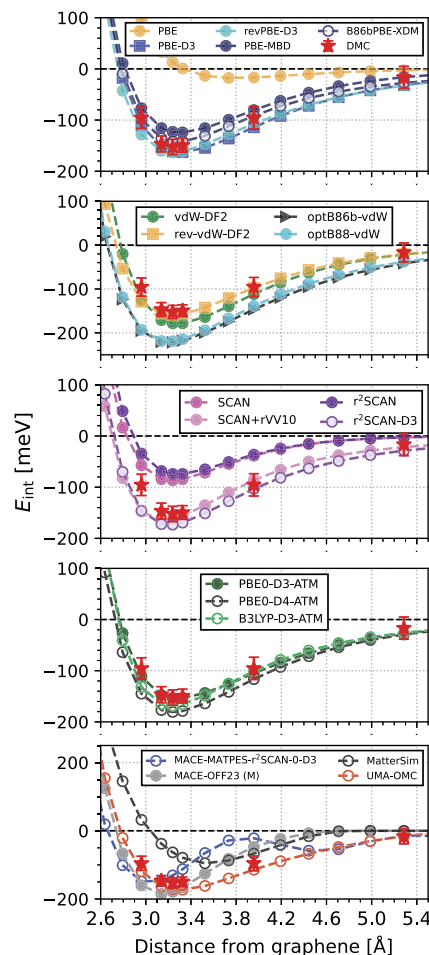 PBE revPBE-D3 B86bPBE-XDM
PBE-D3 PBE-MBD DMC
100
0
−100
−200
vdW-DF2 optB86b-vdW
rev-vdW-DF2 optB88-vdW
100
0
−100
−200
SCAN r²SCAN
SCAN+rVV10 r²SCAN-D3
100
0
−100
−200
E_int [meV]
PBE0-D3-ATM
PBE0-D4-ATM
B3LYP-D3-ATM
100
0
−100
−200
MACE-MATPES-r²SCAN-0-D3 MatterSim
MACE-OFF23 (M) UMA-OMC
200
0
−200
2.6 3.0 3.4 3.8 4.2 4.6 5.0 5.4
Distance from graphene [Å]